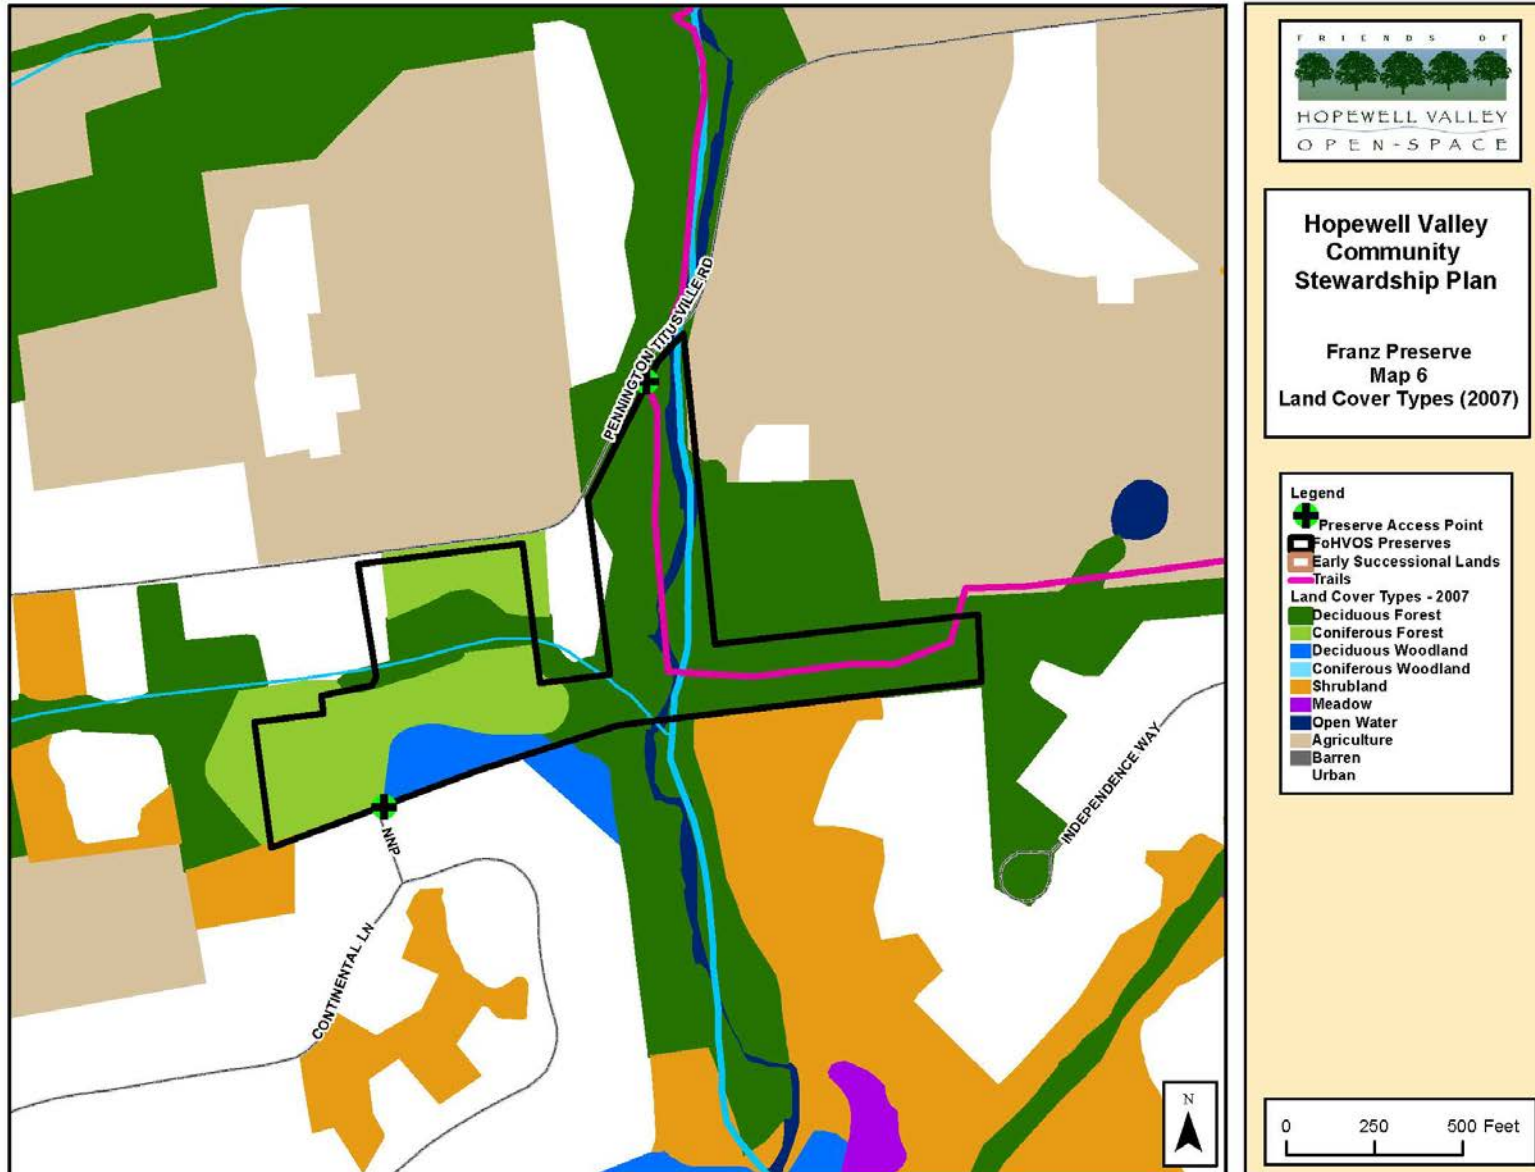 PENNINGTON TITUSVILLE RD
NNP
CONTINENTAL LN
INDEPENDENCE WAY
N
FRIENDS OF
HOPEWELL VALLEY
OPEN-SPACE
Hopewell Valley
Community
Stewardship Plan
Franz Preserve
Map 6
Land Cover Types (2007)
Legend
Preserve Access Point
FoHVOS Preserves
Early Successional Lands
Trails
Land Cover Types - 2007
Deciduous Forest
Coniferous Forest
Deciduous Woodland
Coniferous Woodland
Shrubland
Meadow
Open Water
Agriculture
Barren
Urban
0 250 500 Feet